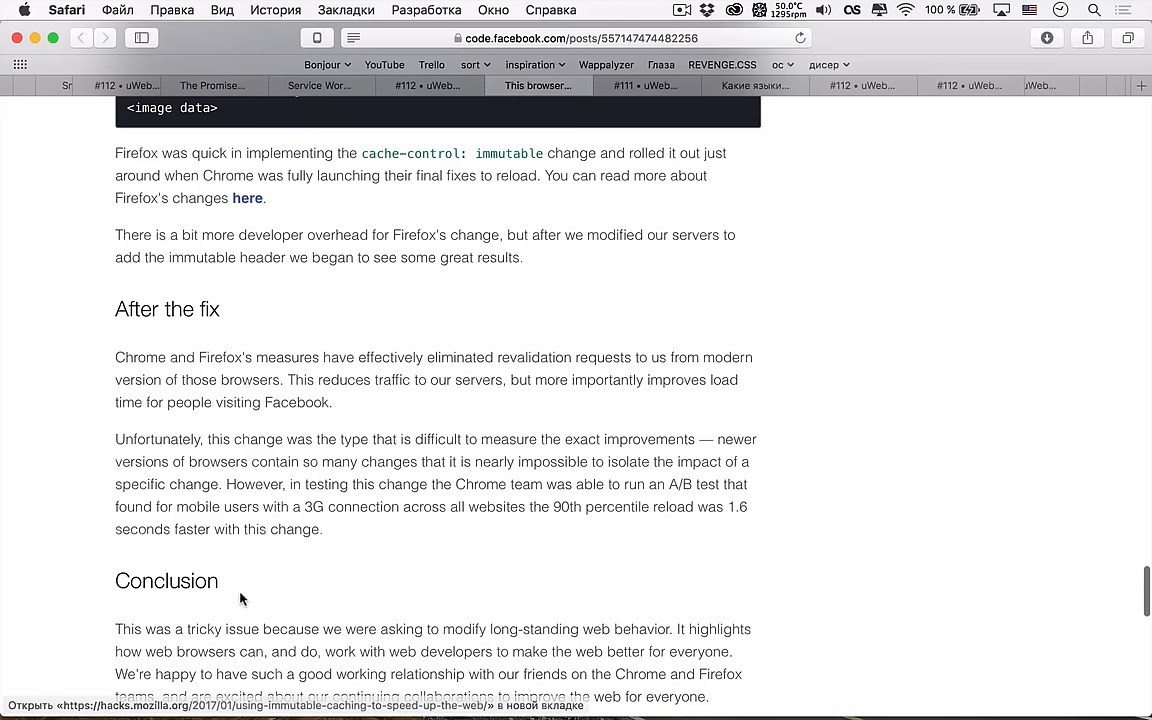 Safari Файл Правка Вид История Закладки Разработка Окно Справка 50.0°C 1295rpm 100 %
code.facebook.com/posts/557147474482256
Bonjour YouTube Trello sort inspiration Wappalyzer Глаза REVENGE.CSS ос дисер
Sr #112 • uWeb... The Promise... Service Wor... #112 • uWeb... This browser... #111 • uWeb... Какие языки... #112 • uWeb... #112 • uWeb... uWeb...
<image data>
Firefox was quick in implementing the cache-control: immutable change and rolled it out just
around when Chrome was fully launching their final fixes to reload. You can read more about
Firefox's changes here.
There is a bit more developer overhead for Firefox's change, but after we modified our servers to
add the immutable header we began to see some great results.
After the fix
Chrome and Firefox's measures have effectively eliminated revalidation requests to us from modern
version of those browsers. This reduces traffic to our servers, but more importantly improves load
time for people visiting Facebook.
Unfortunately, this change was the type that is difficult to measure the exact improvements — newer
versions of browsers contain so many changes that it is nearly impossible to isolate the impact of a
specific change. However, in testing this change the Chrome team was able to run an A/B test that
found for mobile users with a 3G connection across all websites the 90th percentile reload was 1.6
seconds faster with this change.
Conclusion
This was a tricky issue because we were asking to modify long-standing web behavior. It highlights
how web browsers can, and do, work with web developers to make the web better for everyone.
We're happy to have such a good working relationship with our friends on the Chrome and Firefox
teams, and are excited about our continuing collaborations to improve the web for everyone.
Открыть «https://hacks.mozilla.org/2017/01/using-immutable-caching-to-speed-up-the-web/» в новой вкладке